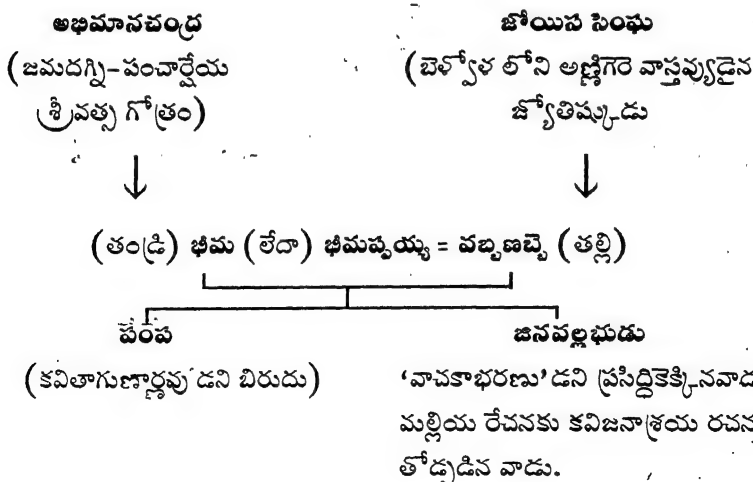 అభిమానచంద్ర
(జమదగ్ని-పంచార్షేయ
శ్రీవత్స గోత్రం)
జోయిస సింఘ
(బెళ్వోళ లోని అణ్ణిగెరె వాస్తవ్యుడైన
జ్యోతిష్కుడు
(తండ్రి) భీమ (లేదా) భీమప్పయ్య = వబ్బణబ్బె (తల్లి)
పంప
(కవితాగుణార్ణవు డని బిరుదు)
జినవల్లభుడు
'వాచకాభరణు'డని ప్రసిద్ధికెక్కినవాడు
మల్లియ రేచనకు కవిజనాశ్రయ
తోడ్పడిన వాడు.